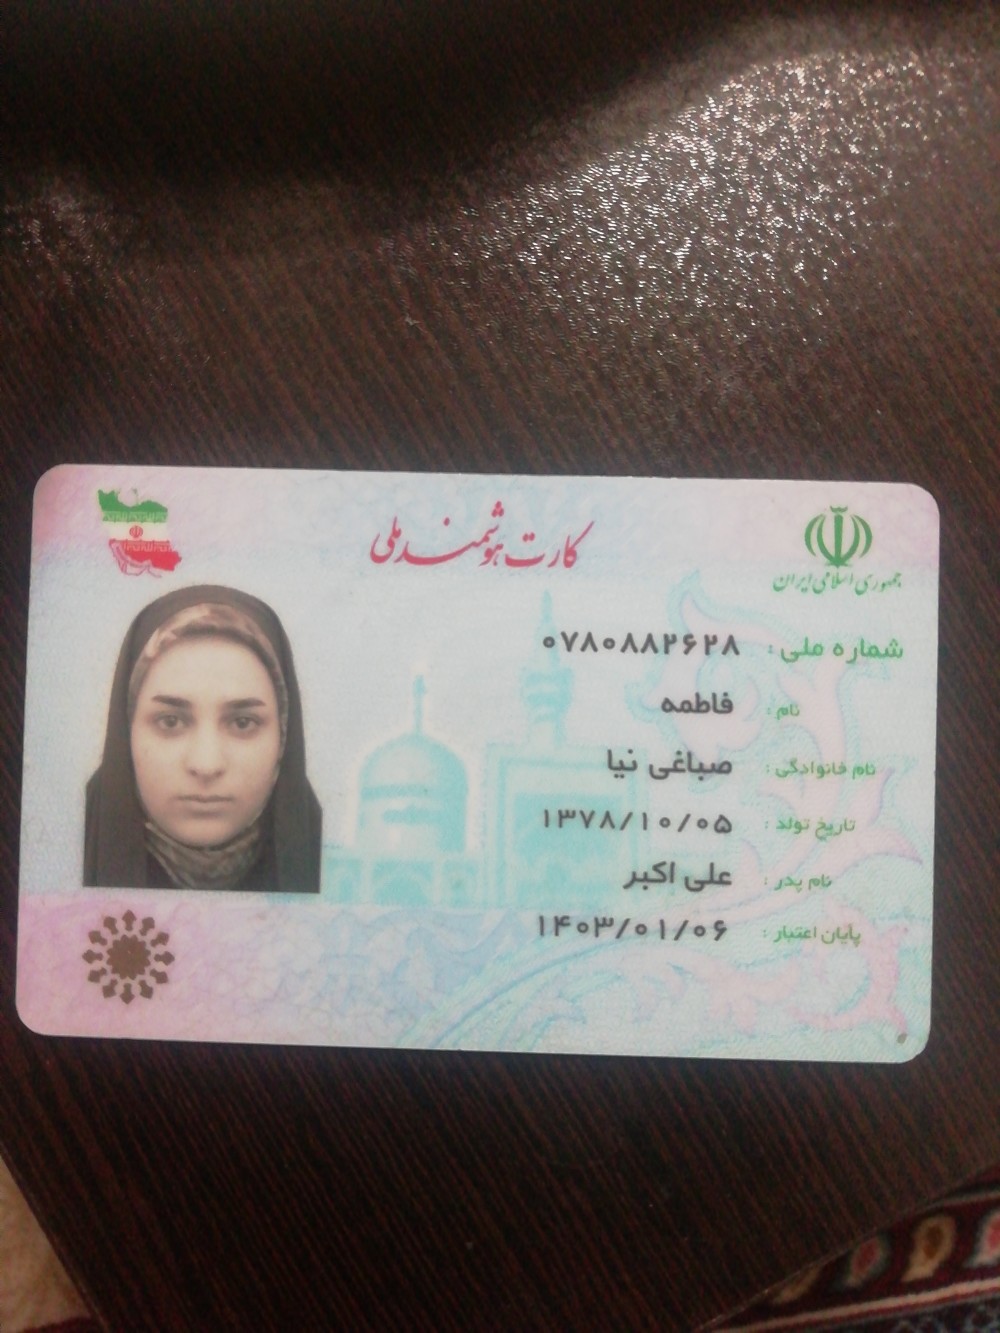 کارت هوشمند ملی
جمهوری اسلامی ایران
شماره ملی : ۰۷۸۰۸۸۲۶۲۸
نام : فاطمه
نام خانوادگی : صباغی نیا
تاریخ تولد : ۱۳۷۸/۱۰/۰۵
نام پدر : علی اکبر
پایان اعتبار : ۱۴۰۳/۰۱/۰۶